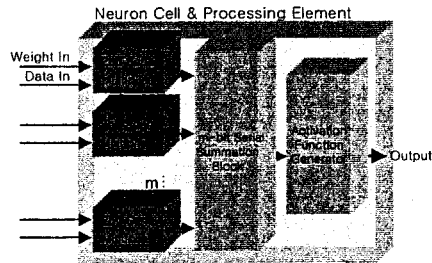 Neuron Cell & Processing Element
Weight In
Data In
m
m-bit Serial
Summation
Block
Activation
Function
Generator
Output